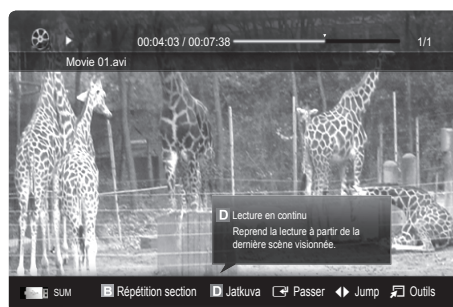 00:04:03 / 00:07:38 1/1
Movie 01.avi
D Lecture en continu
Reprend la lecture à partir de la
dernière scène visionnée.
SUM B Répétition section D Jatkuva Passer Jump Outils